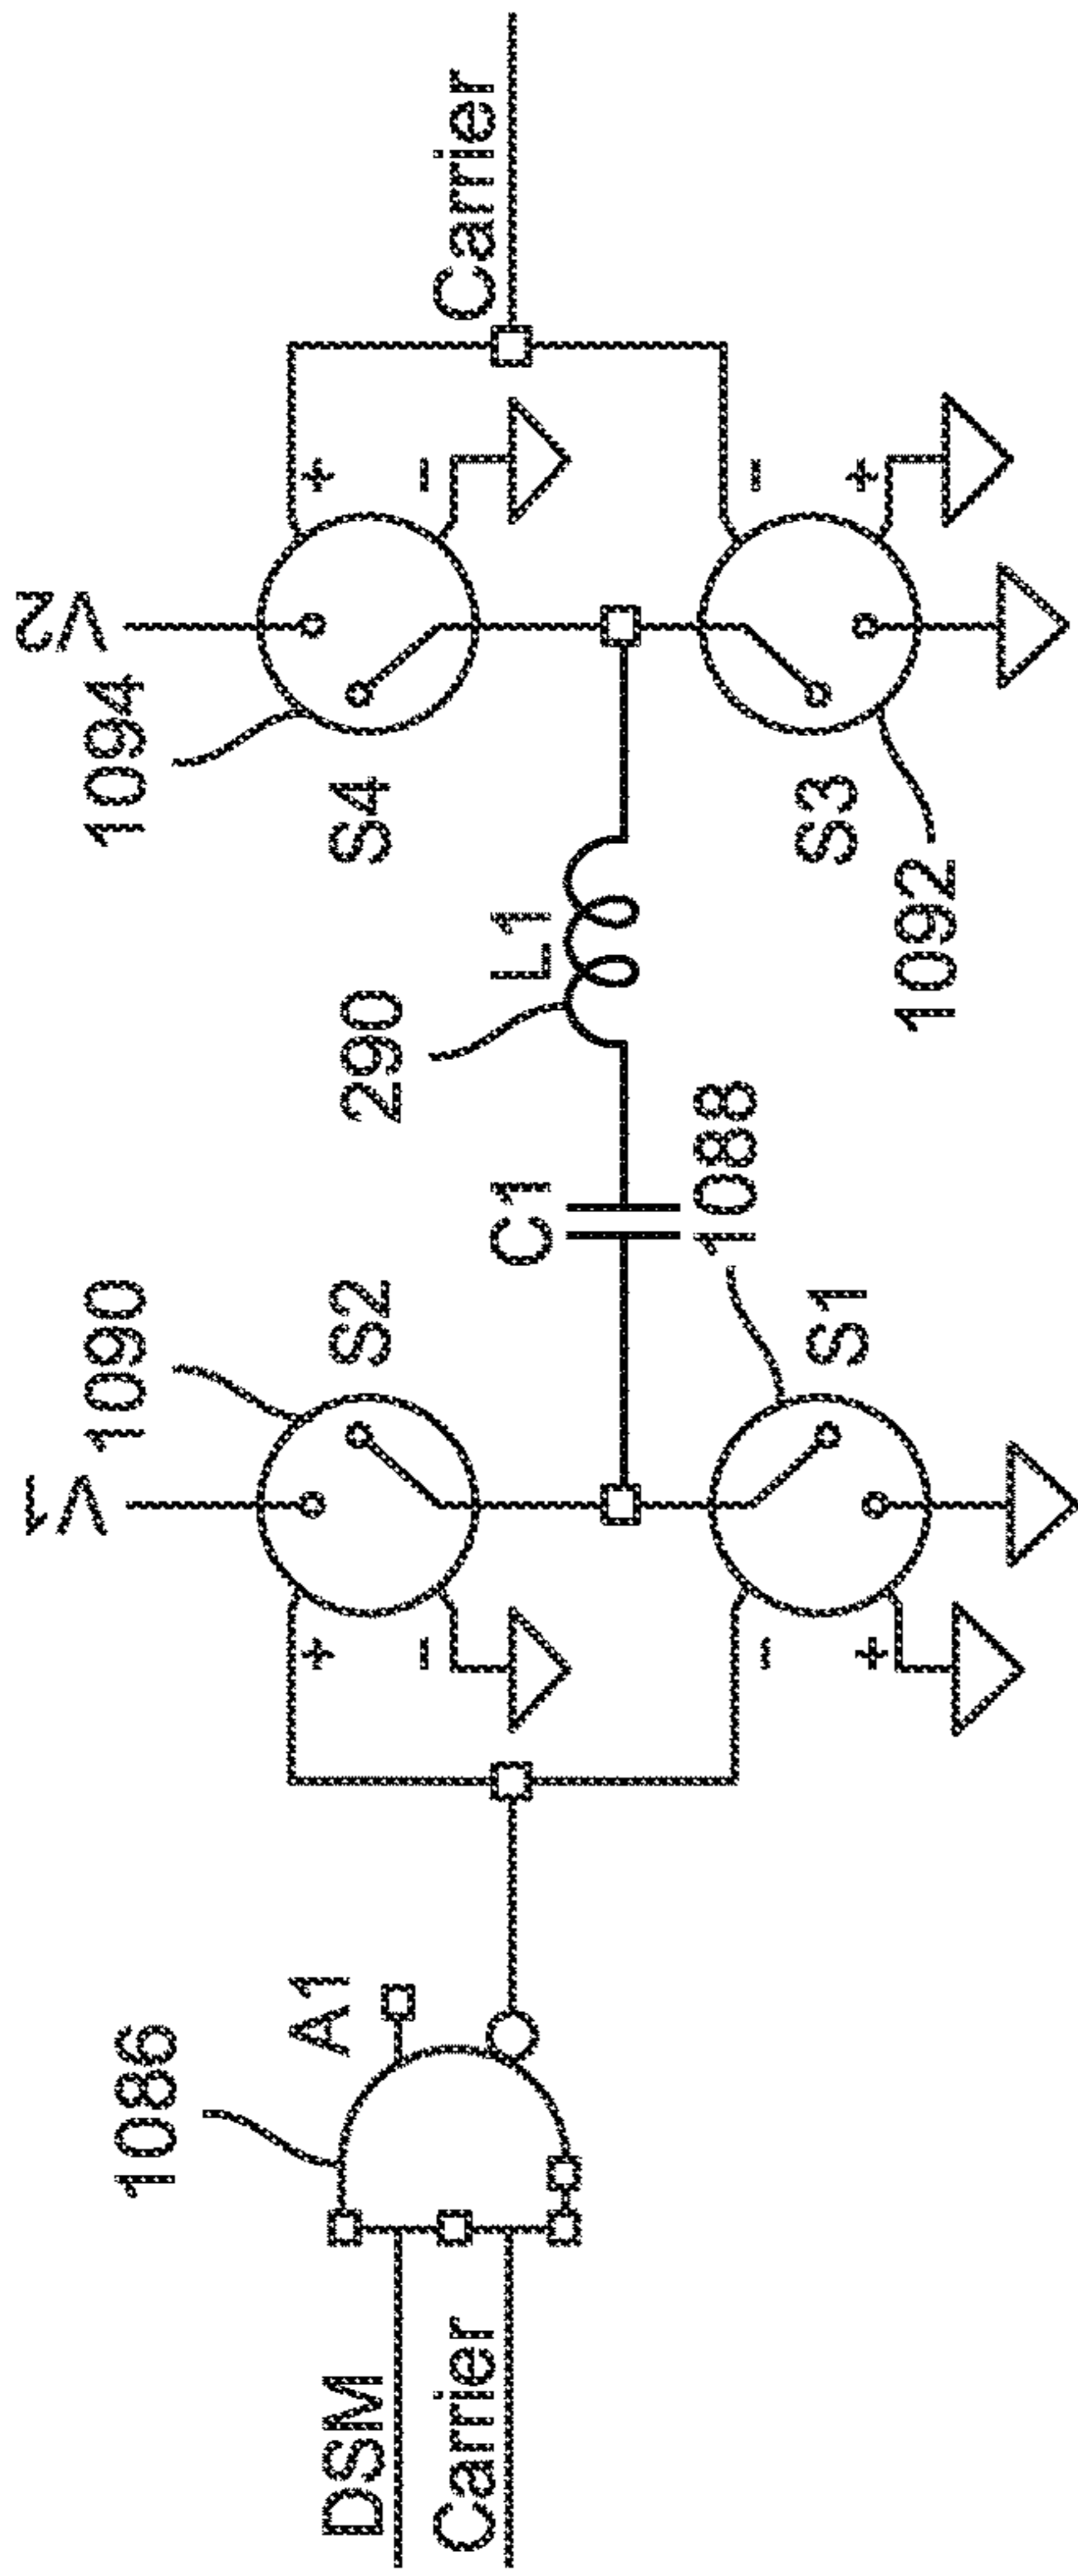 DSM
Carrier
1086
A1
V1
1090
S2
+
-
-
+
S1
1088
C1
290
L1
V2
1094
S4
+
-
-
+
S3
1092
Carrier